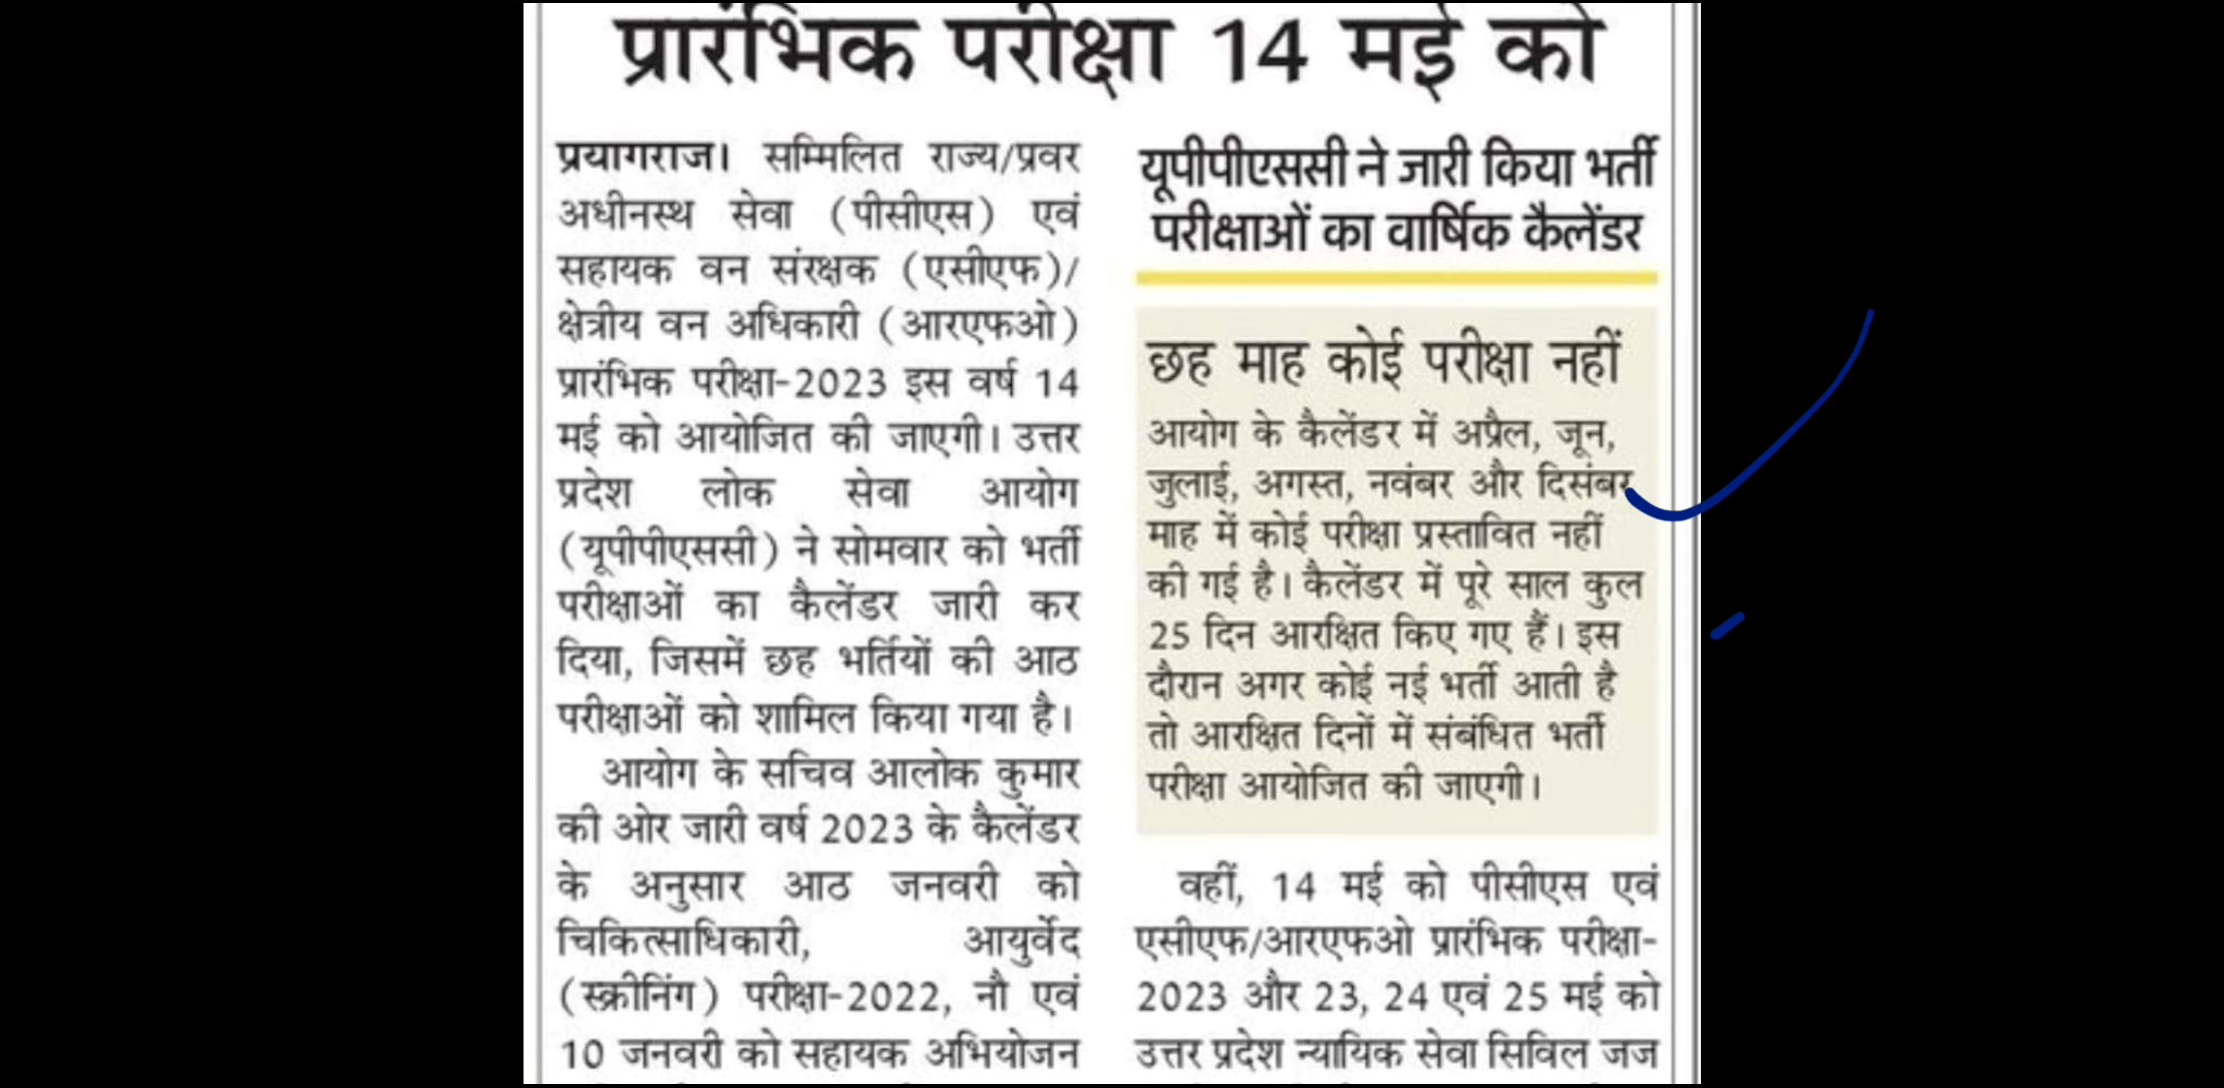 प्रारंभिक परीक्षा 14 मई को
प्रयागराज। सम्मिलित राज्य/प्रवर
अधीनस्थ सेवा (पीसीएस) एवं
सहायक वन संरक्षक (एसीएफ)/
क्षेत्रीय वन अधिकारी (आरएफओ)
प्रारंभिक परीक्षा-2023 इस वर्ष 14
मई को आयोजित की जाएगी। उत्तर
प्रदेश लोक सेवा आयोग
(यूपीपीएससी) ने सोमवार को भर्ती
परीक्षाओं का कैलेंडर जारी कर
दिया, जिसमें छह भर्तियों की आठ
परीक्षाओं को शामिल किया गया है।
आयोग के सचिव आलोक कुमार
की ओर जारी वर्ष 2023 के कैलेंडर
के अनुसार आठ जनवरी को
चिकित्साधिकारी, आयुर्वेद
(स्क्रीनिंग) परीक्षा-2022, नौ एवं
10 जनवरी को सहायक अभियोजन
यूपीपीएससी ने जारी किया भर्ती
परीक्षाओं का वार्षिक कैलेंडर
छह माह कोई परीक्षा नहीं
आयोग के कैलेंडर में अप्रैल, जून,
जुलाई, अगस्त, नवंबर और दिसंबर
माह में कोई परीक्षा प्रस्तावित नहीं
की गई है। कैलेंडर में पूरे साल कुल
25 दिन आरक्षित किए गए हैं। इस
दौरान अगर कोई नई भर्ती आती है
तो आरक्षित दिनों में संबंधित भर्ती
परीक्षा आयोजित की जाएगी।
वहीं, 14 मई को पीसीएस एवं
एसीएफ/आरएफओ प्रारंभिक परीक्षा-
2023 और 23, 24 एवं 25 मई को
उत्तर प्रदेश न्यायिक सेवा सिविल जज